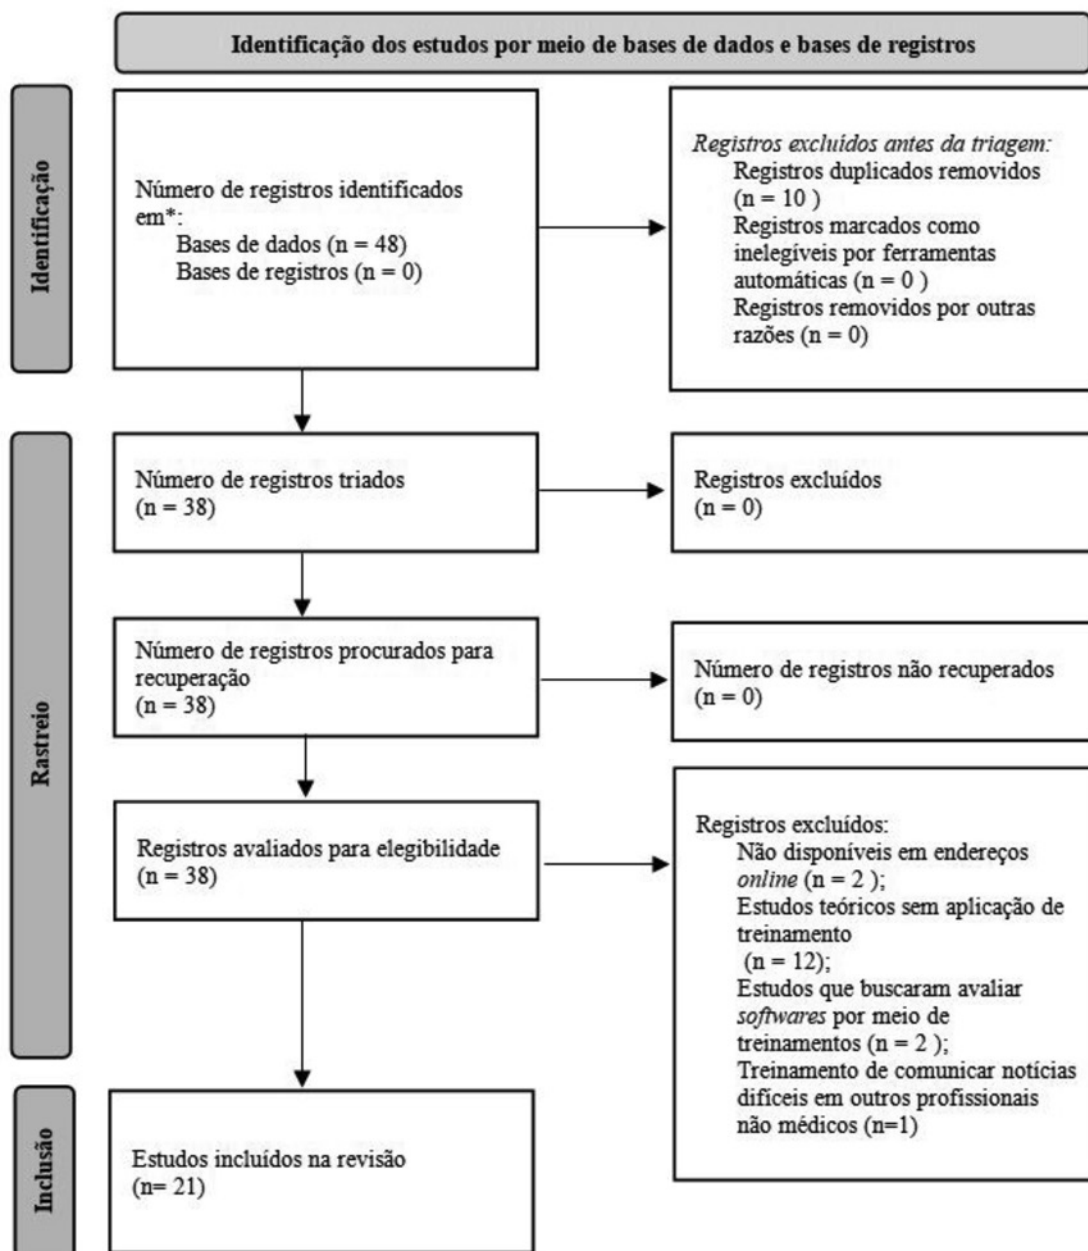 Identificação dos estudos por meio de bases de dados e bases de registros
Identificação
Número de registros identificados
em*:
Bases de dados (n = 48)
Bases de registros (n = 0)
Registros excluídos antes da triagem:
Registros duplicados removidos
(n = 10 )
Registros marcados como
inelegíveis por ferramentas
automáticas (n = 0 )
Registros removidos por outras
razões (n = 0)
Rastreio
Número de registros triados
(n = 38)
Registros excluídos
(n = 0)
Número de registros procurados para
recuperação
(n = 38)
Número de registros não recuperados
(n = 0)
Registros avaliados para elegibilidade
(n = 38)
Registros excluídos:
Não disponíveis em endereços
online (n = 2 );
Estudos teóricos sem aplicação de
treinamento
(n = 12);
Estudos que buscaram avaliar
softwares por meio de
treinamentos (n = 2 );
Treinamento de comunicar notícias
difíceis em outros profissionais
não médicos (n=1)
Inclusão
Estudos incluídos na revisão
(n= 21)